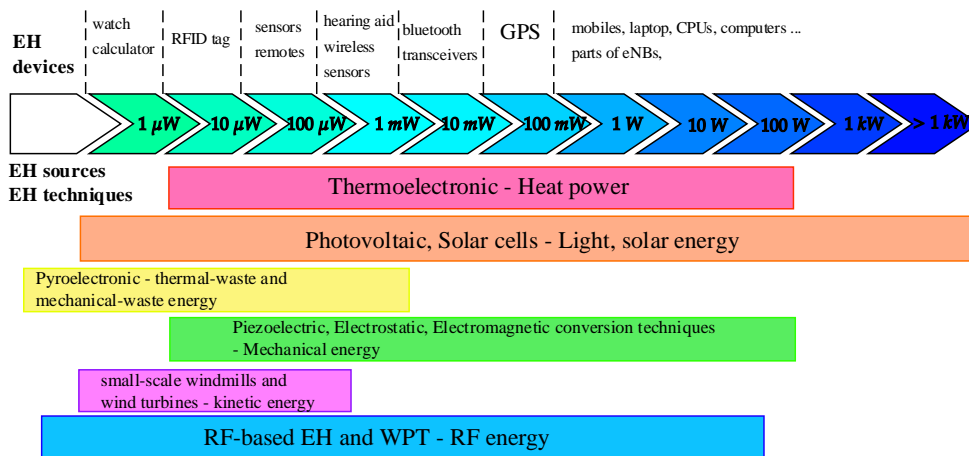 EH
devices
watch
calculator
RFID tag
sensors
remotes
hearing aid
wireless
sensors
bluetooth
transceivers
GPS
mobiles, laptop, CPUs, computers ...
parts of eNBs,
1 μW
10 μW
100 μW
1 mW
10 mW
100 mW
1 W
10 W
100 W
1 kW
> 1 kW
EH sources
EH techniques
Thermoelectronic - Heat power
Photovoltaic, Solar cells - Light, solar energy
Pyroelectronic - thermal-waste and
mechanical-waste energy
Piezoelectric, Electrostatic, Electromagnetic conversion techniques
- Mechanical energy
small-scale windmills and
wind turbines - kinetic energy
RF-based EH and WPT - RF energy